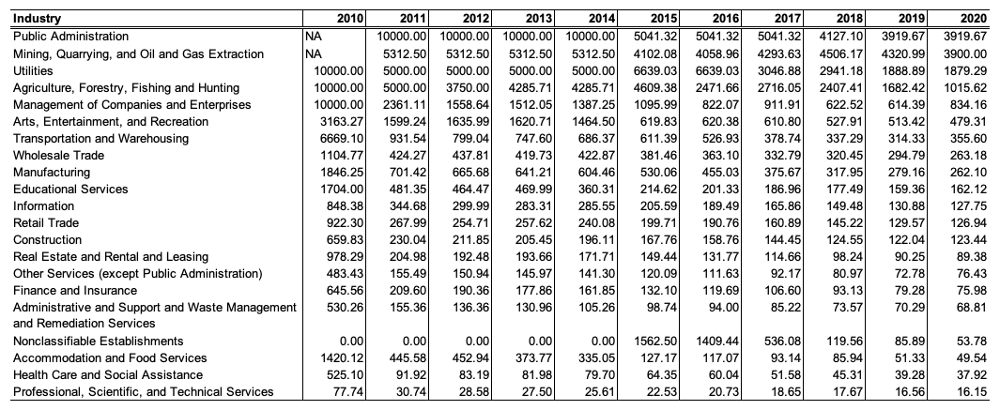 Industry 2010 2011 2012 2013 2014 2015 2016 2017 2018 2019 2020
Public Administration NA 10000.00 10000.00 10000.00 10000.00 5041.32 5041.32 5041.32 4127.10 3919.67 3919.67
Mining, Quarrying, and Oil and Gas Extraction NA 5312.50 5312.50 5312.50 5312.50 4102.08 4058.96 4293.63 4506.17 4320.99 3900.00
Utilities 10000.00 5000.00 5000.00 5000.00 5000.00 6639.03 6639.03 3046.88 2941.18 1888.89 1879.29
Agriculture, Forestry, Fishing and Hunting 10000.00 5000.00 3750.00 4285.71 4285.71 4609.38 2471.66 2716.05 2407.41 1682.42 1015.62
Management of Companies and Enterprises 10000.00 2361.11 1558.64 1512.05 1387.25 1095.99 822.07 911.91 622.52 614.39 834.16
Arts, Entertainment, and Recreation 3163.27 1599.24 1635.99 1620.71 1464.50 619.83 620.38 610.80 527.91 513.42 479.31
Transportation and Warehousing 6669.10 931.54 799.04 747.60 686.37 611.39 526.93 378.74 337.29 314.33 355.60
Wholesale Trade 1104.77 424.27 437.81 419.73 422.87 381.46 363.10 332.79 320.45 294.79 263.18
Manufacturing 1846.25 701.42 665.68 641.21 604.46 530.06 455.03 375.67 317.95 279.16 262.10
Educational Services 1704.00 481.35 464.47 469.99 360.31 214.62 201.33 186.96 177.49 159.36 162.12
Information 848.38 344.68 299.99 283.31 285.55 205.59 189.49 165.86 149.48 130.88 127.75
Retail Trade 922.30 267.99 254.71 257.62 240.08 199.71 190.76 160.89 145.22 129.57 126.94
Construction 659.83 230.04 211.85 205.45 196.11 167.76 158.76 144.45 124.55 122.04 123.44
Real Estate and Rental and Leasing 978.29 204.98 192.48 193.66 171.71 149.44 131.77 114.66 98.24 90.25 89.38
Other Services (except Public Administration) 483.43 155.49 150.94 145.97 141.30 120.09 111.63 92.17 80.97 72.78 76.43
Finance and Insurance 645.56 209.60 190.36 177.86 161.85 132.10 119.69 106.60 93.13 79.28 75.98
Administrative and Support and Waste Management 530.26 155.36 136.36 130.96 105.26 98.74 94.00 85.22 73.57 70.29 68.81
and Remediation Services
Nonclassifiable Establishments 0.00 0.00 0.00 0.00 0.00 1562.50 1409.44 536.08 119.56 85.89 53.78
Accommodation and Food Services 1420.12 445.58 452.94 373.77 335.05 127.17 117.07 93.14 85.94 51.33 49.54
Health Care and Social Assistance 525.10 91.92 83.19 81.98 79.70 64.35 60.04 51.58 45.31 39.28 37.92
Professional, Scientific, and Technical Services 77.74 30.74 28.58 27.50 25.61 22.53 20.73 18.65 17.67 16.56 16.15